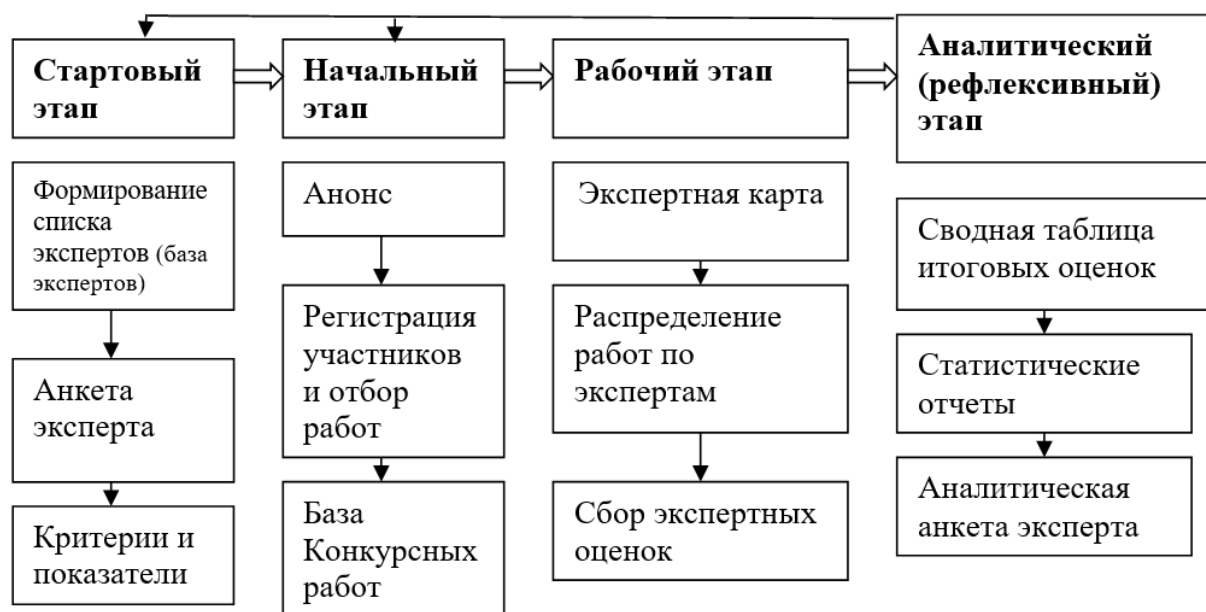 Стартовый
этап
Начальный
этап
Рабочий этап
Аналитический
(рефлексивный)
этап
Формирование
списка
экспертов (база
экспертов)
Анкета
эксперта
Критерии и
показатели
Анонс
Регистрация
участников
и отбор
работ
База
Конкурсных
работ
Экспертная карта
Распределение
работ по
экспертам
Сбор экспертных
оценок
Сводная таблица
итоговых оценок
Статистические
отчеты
Аналитическая
анкета эксперта